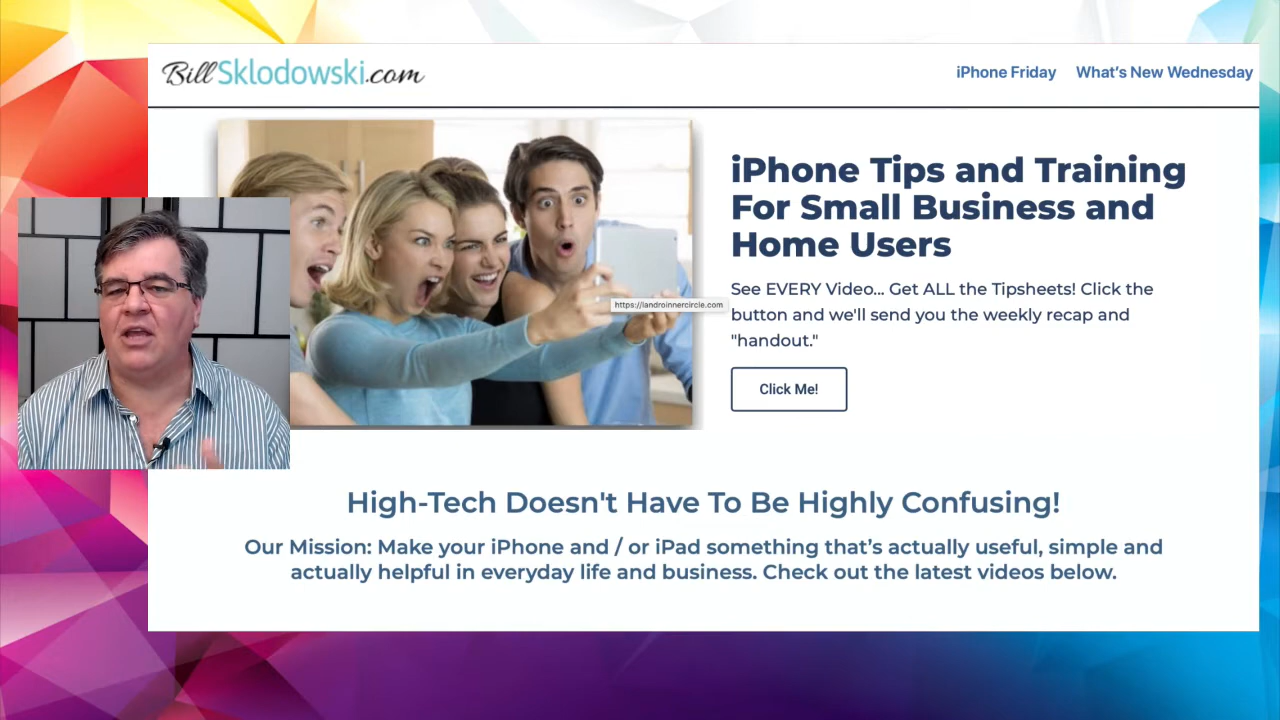 BillSklodowski.com
iPhone Friday
What's New Wednesday
iPhone Tips and Training
For Small Business and
Home Users
See EVERY Video... Get ALL the Tipsheets! Click the
button and we'll send you the weekly recap and
"handout."
https://iandroinnercircle.com
Click Me!
High-Tech Doesn't Have To Be Highly Confusing!
Our Mission: Make your iPhone and / or iPad something that's actually useful, simple and
actually helpful in everyday life and business. Check out the latest videos below.